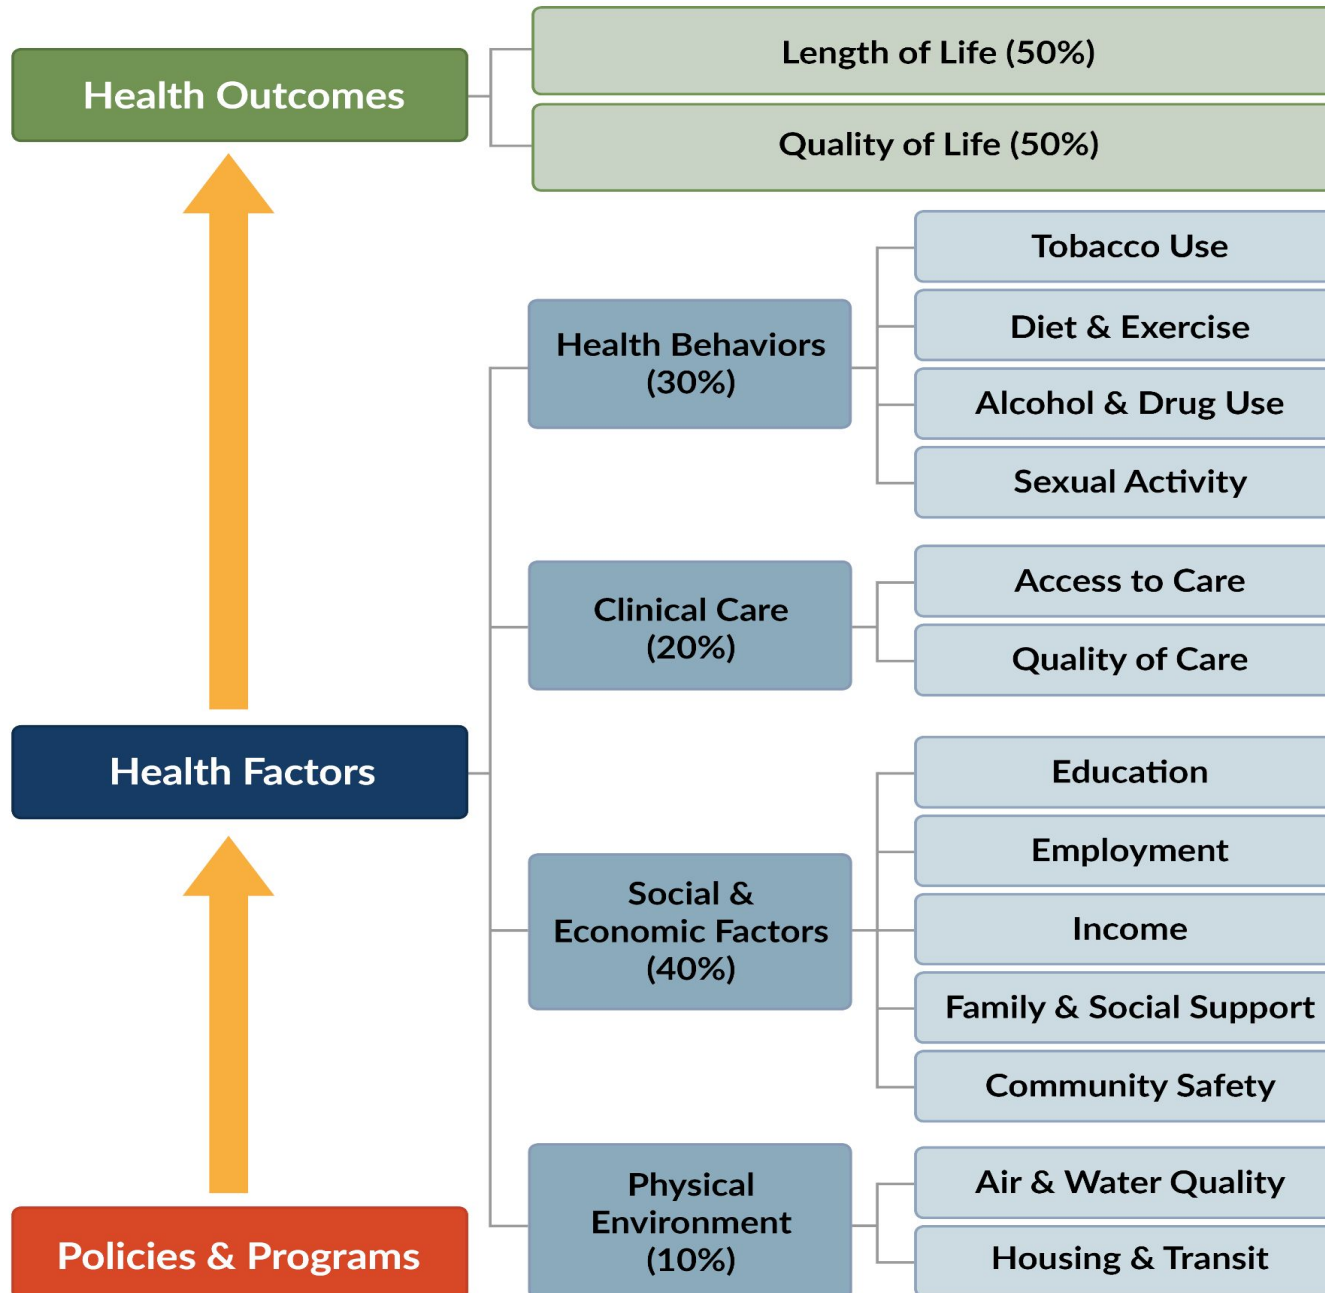 Health Outcomes
Length of Life (50%)
Quality of Life (50%)
Health Factors
Health Behaviors
(30%)
Tobacco Use
Diet & Exercise
Alcohol & Drug Use
Sexual Activity
Clinical Care
(20%)
Access to Care
Quality of Care
Social &
Economic Factors
(40%)
Education
Employment
Income
Family & Social Support
Community Safety
Physical
Environment
(10%)
Air & Water Quality
Housing & Transit
Policies & Programs